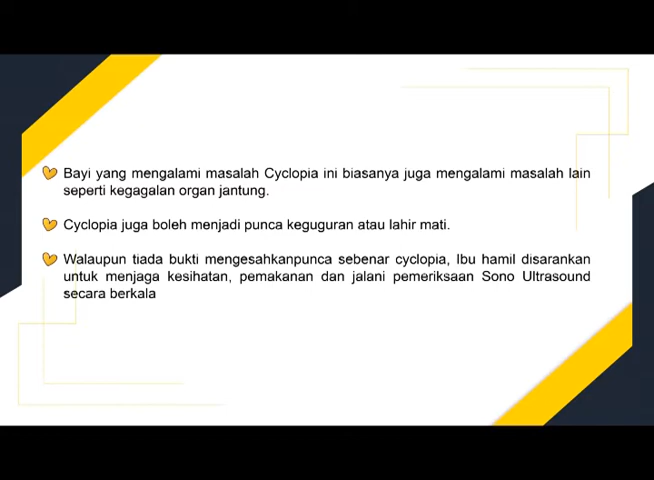 Bayi yang mengalami masalah Cyclopia ini biasanya juga mengalami masalah lain
seperti kegagalan organ jantung.
Cyclopia juga boleh menjadi punca keguguran atau lahir mati.
Walaupun tiada bukti mengesahkanpunca sebenar cyclopia, Ibu hamil disarankan
untuk menjaga kesihatan, pemakanan dan jalani pemeriksaan Sono Ultrasound
secara berkala